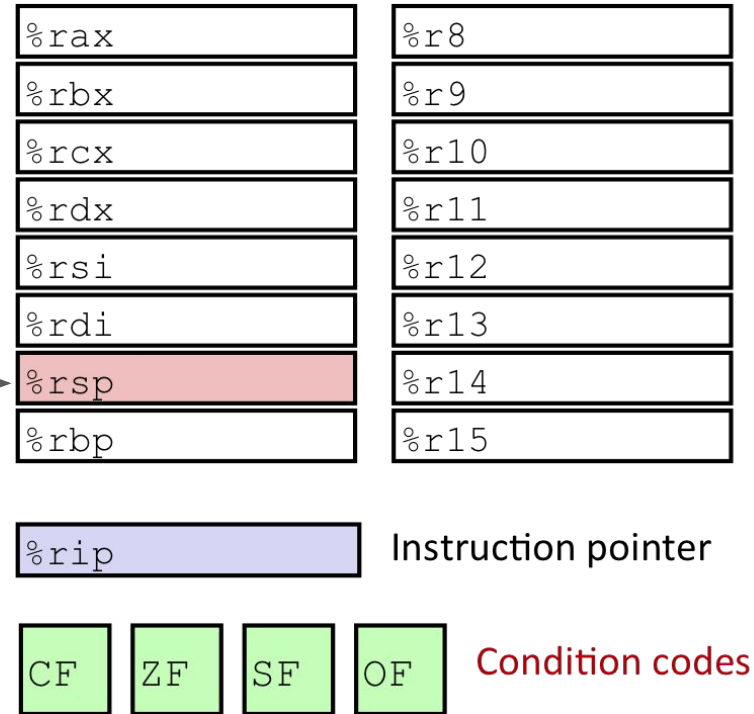 %rax %r8
%rbx %r9
%rcx %r10
%rdx %r11
%rsi %r12
%rdi %r13
%rsp %r14
%rbp %r15
%rip Instruction pointer
CF ZF SF OF Condition codes